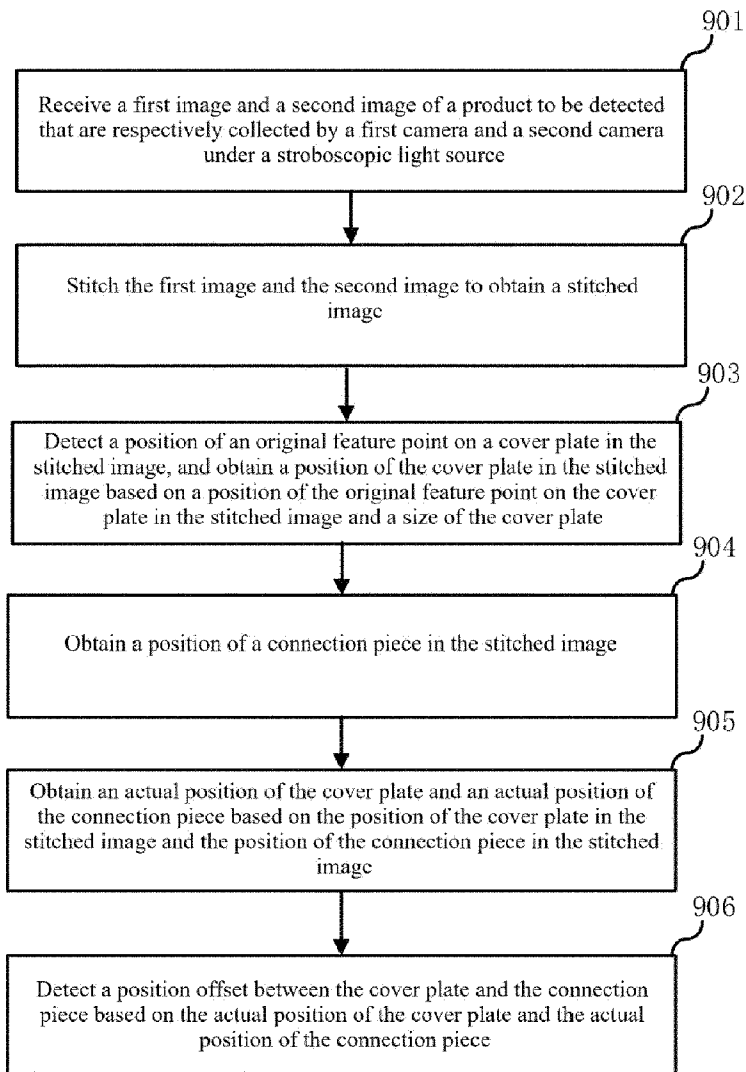 901
Receive a first image and a second image of a product to be detected
that are respectively collected by a first camera and a second camera
under a stroboscopic light source
902
Stitch the first image and the second image to obtain a stitched
image
903
Detect a position of an original feature point on a cover plate in the
stitched image, and obtain a position of the cover plate in the stitched
image based on a position of the original feature point on the cover
plate in the stitched image and a size of the cover plate
904
Obtain a position of a connection piece in the stitched image
905
Obtain an actual position of the cover plate and an actual position of
the connection piece based on the position of the cover plate in the
stitched image and the position of the connection piece in the stitched
image
906
Detect a position offset between the cover plate and the connection
piece based on the actual position of the cover plate and the actual
position of the connection piece